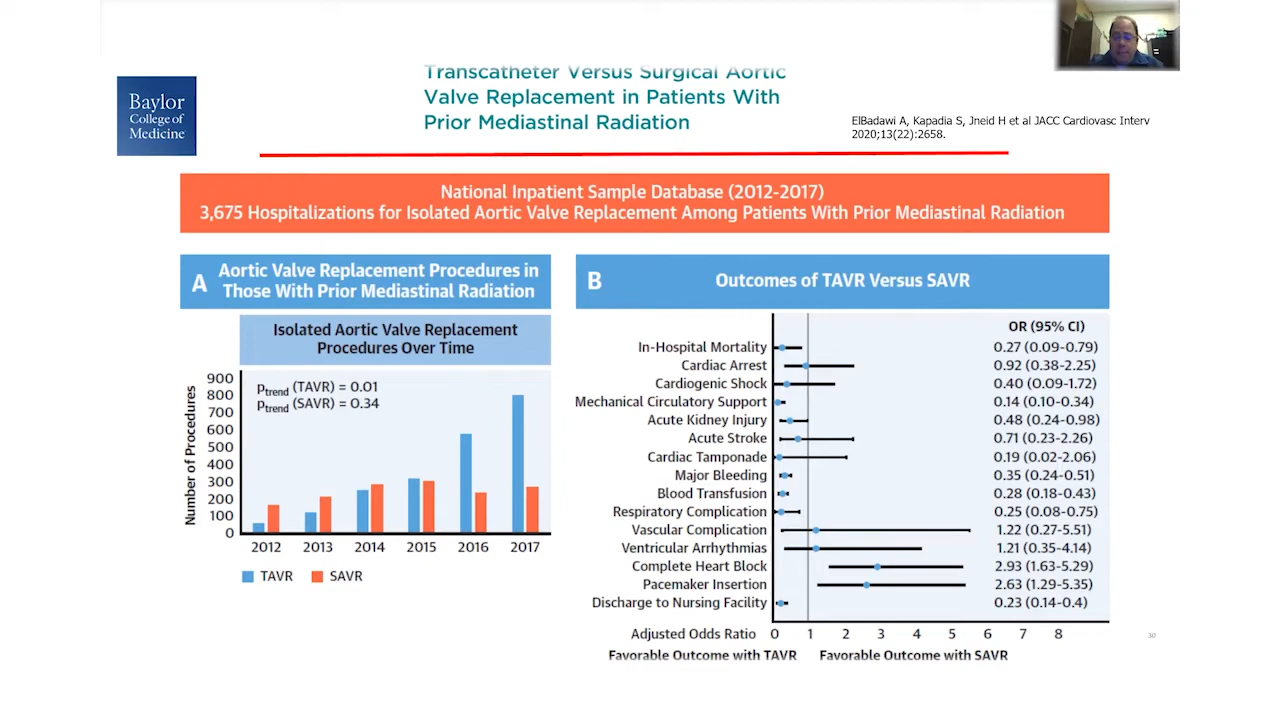 Transcatheter Versus Surgical Aortic
Valve Replacement in Patients With
Prior Mediastinal Radiation
Baylor
College of
Medicine
ElBadawi A, Kapadia S, Jneid H et al JACC Cardiovasc Interv
2020;13(22):2658.
National Inpatient Sample Database (2012-2017)
3,675 Hospitalizations for Isolated Aortic Valve Replacement Among Patients With Prior Mediastinal Radiation
A
Aortic Valve Replacement Procedures in
Those With Prior Mediastinal Radiation
Isolated Aortic Valve Replacement
Procedures Over Time
ptrend (TAVR) = 0.01
ptrend (SAVR) = 0.34
Number of Procedures
900
800
700
600
500
400
300
200
100
0
2012 2013 2014 2015 2016 2017
TAVR SAVR
B
Outcomes of TAVR Versus SAVR
OR (95% CI)
In-Hospital Mortality 0.27 (0.09-0.79)
Cardiac Arrest 0.92 (0.38-2.25)
Cardiogenic Shock 0.40 (0.09-1.72)
Mechanical Circulatory Support 0.14 (0.10-0.34)
Acute Kidney Injury 0.48 (0.24-0.98)
Acute Stroke 0.71 (0.23-2.26)
Cardiac Tamponade 0.19 (0.02-2.06)
Major Bleeding 0.35 (0.24-0.51)
Blood Transfusion 0.28 (0.18-0.43)
Respiratory Complication 0.25 (0.08-0.75)
Vascular Complication 1.22 (0.27-5.51)
Ventricular Arrhythmias 1.21 (0.35-4.14)
Complete Heart Block 2.93 (1.63-5.29)
Pacemaker Insertion 2.63 (1.29-5.35)
Discharge to Nursing Facility 0.23 (0.14-0.4)
Adjusted Odds Ratio 0 1 2 3 4 5 6 7 8
Favorable Outcome with TAVR Favorable Outcome with SAVR
30